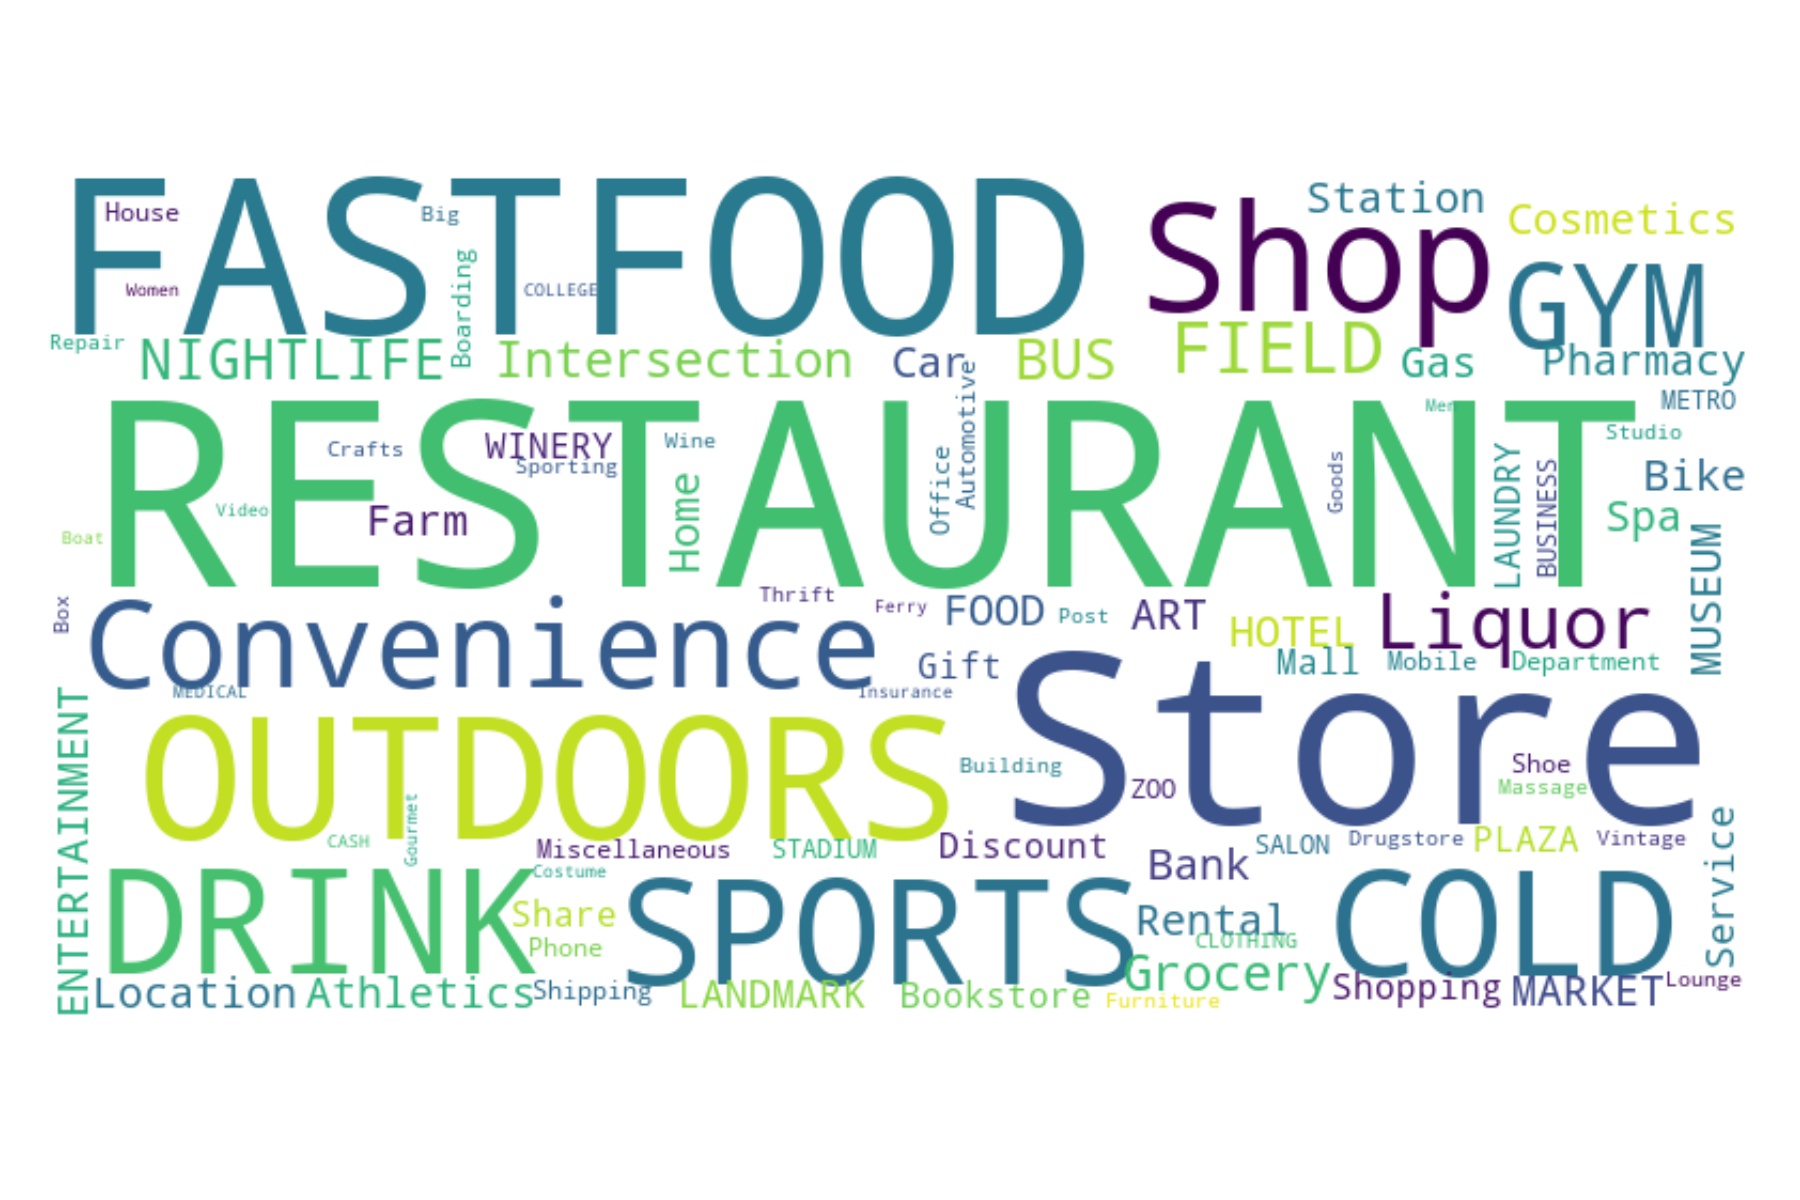 FASTFOOD
House
Big
Women
COLLEGE
Boarding
Shop
Station
Cosmetics
GYM
Repair
NIGHTLIFE
Intersection
Car
BUS
FIELD
Gas
Pharmacy
RESTAURANT
Automotive
Men
METRO
Studio
Crafts
WINERY
Sporting
Wine
Home
Office
Goods
LAUNDRY
BUSINESS
Bike
Video
Farm
Boat
Spa
MUSEUM
Box
Convenience
Thrift
Ferry
FOOD
Post
ART
HOTEL
Liquor
Gift
Mall
Mobile
Department
MEDICAL
Insurance
Store
ENTERTAINMENT
OUTDOORS
Building
ZOO
Shoe
Massage
Gourmet
CASH
Miscellaneous
STADIUM
Discount
Bank
SALON
Drugstore
PLAZA
Vintage
Service
DRINK
Costume
Share
Phone
SPORTS
Rental
CLOTHING
COLD
Grocery
Location
Athletics
Shipping
LANDMARK
Bookstore
Furniture
Shopping
MARKET
Lounge